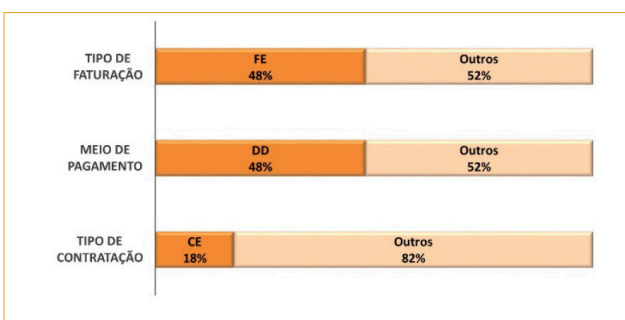 TIPO DE
FATURAÇÃO
FE
48%
Outros
52%
MEIO DE
PAGAMENTO
DD
48%
Outros
52%
TIPO DE
CONTRATAÇÃO
CE
18%
Outros
82%